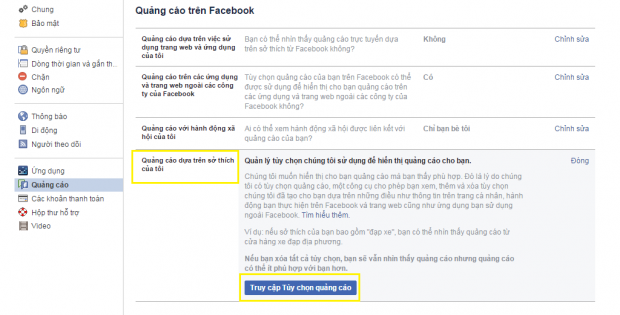 Chung
Bảo mật
Quyền riêng tư
Dòng thời gian và gắn th...
Chặn
Ngôn ngữ
Thông báo
Di động
Người theo dõi
Ứng dụng
Quảng cáo
Các khoản thanh toán
Hộp thư hỗ trợ
Video
Quảng cáo trên Facebook
Quảng cáo dựa trên việc sử
dụng trang web và ứng dụng
của tôi
Bạn có thể nhìn thấy quảng cáo trực tuyến dựa
trên sở thích từ Facebook không?
Không
Chỉnh sửa
Quảng cáo trên các ứng dụng
và trang web ngoài các công
ty của Facebook
Tùy chọn quảng cáo của bạn trên Facebook có thể
được sử dụng để hiển thị cho bạn quảng cáo trên
các ứng dụng và trang web ngoài các công ty của
Facebook không?
Có
Chỉnh sửa
Quảng cáo với hành động xã
hội của tôi
Ai có thể xem hành động xã hội được liên kết với
quảng cáo của bạn?
Chỉ bạn bè tôi
Chỉnh sửa
Quảng cáo dựa trên sở thích
của tôi
Quản lý tùy chọn chúng tôi sử dụng để hiển thị quảng cáo cho bạn.
Đóng
Chúng tôi muốn hiển thị cho bạn quảng cáo mà bạn thấy phù hợp. Đó là lý do chúng
tôi có tùy chọn quảng cáo, một công cụ cho phép bạn xem, thêm và xóa tùy chọn
chúng tôi đã tạo cho bạn dựa trên những điều như thông tin trên trang cá nhân, hành
động bạn thực hiện trên Facebook và trang web cũng như ứng dụng bạn sử dụng
ngoài Facebook. Tìm hiểu thêm.
Ví dụ: nếu sở thích của bạn bao gồm "đạp xe", bạn có thể nhìn thấy quảng cáo từ
cửa hàng xe đạp địa phương.
Nếu bạn xóa tất cả tùy chọn, bạn sẽ vẫn nhìn thấy quảng cáo nhưng quảng cáo
có thể ít phù hợp với bạn hơn.
Truy cập Tùy chọn quảng cáo